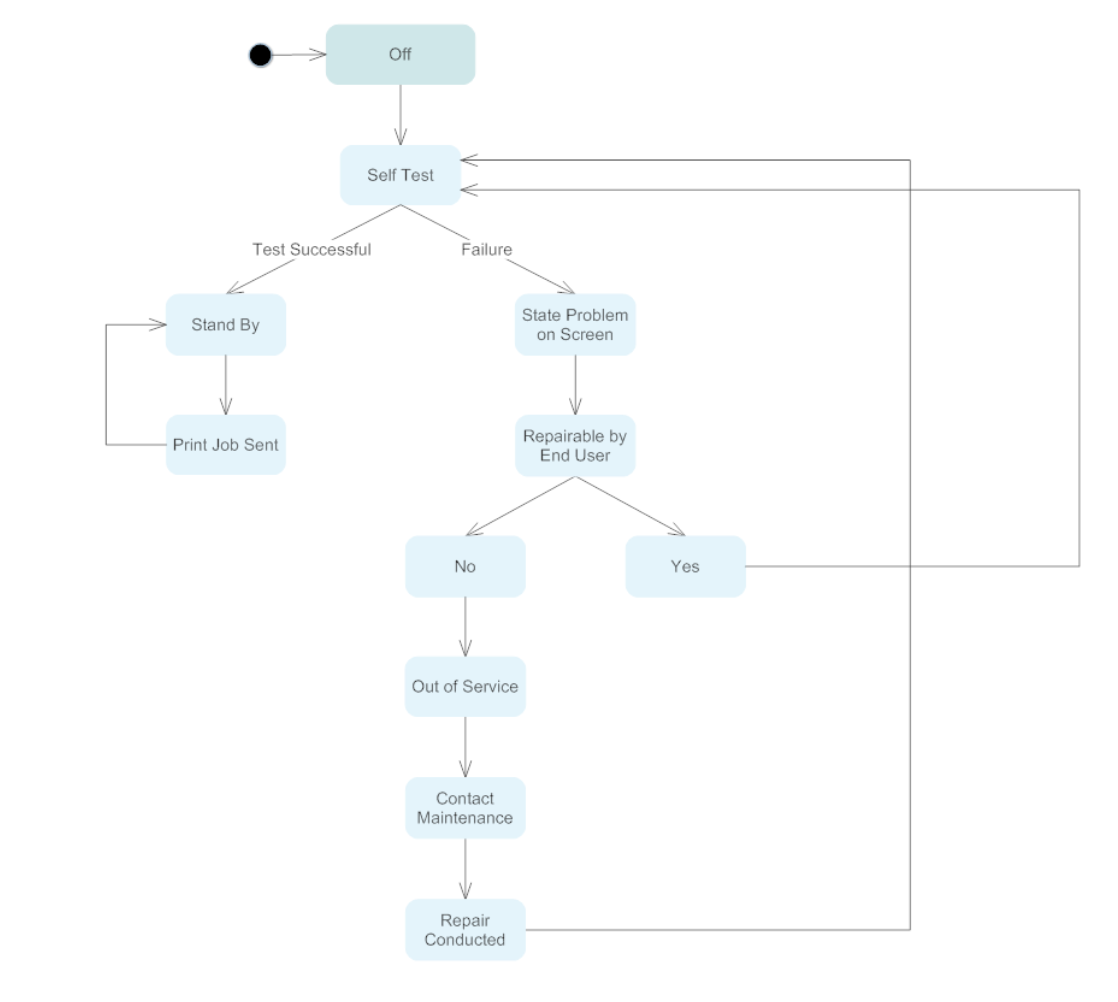 Off
Self Test
Test Successful
Failure
Stand By
State Problem
on Screen
Print Job Sent
Repairable by
End User
No
Yes
Out of Service
Contact
Maintenance
Repair
Conducted